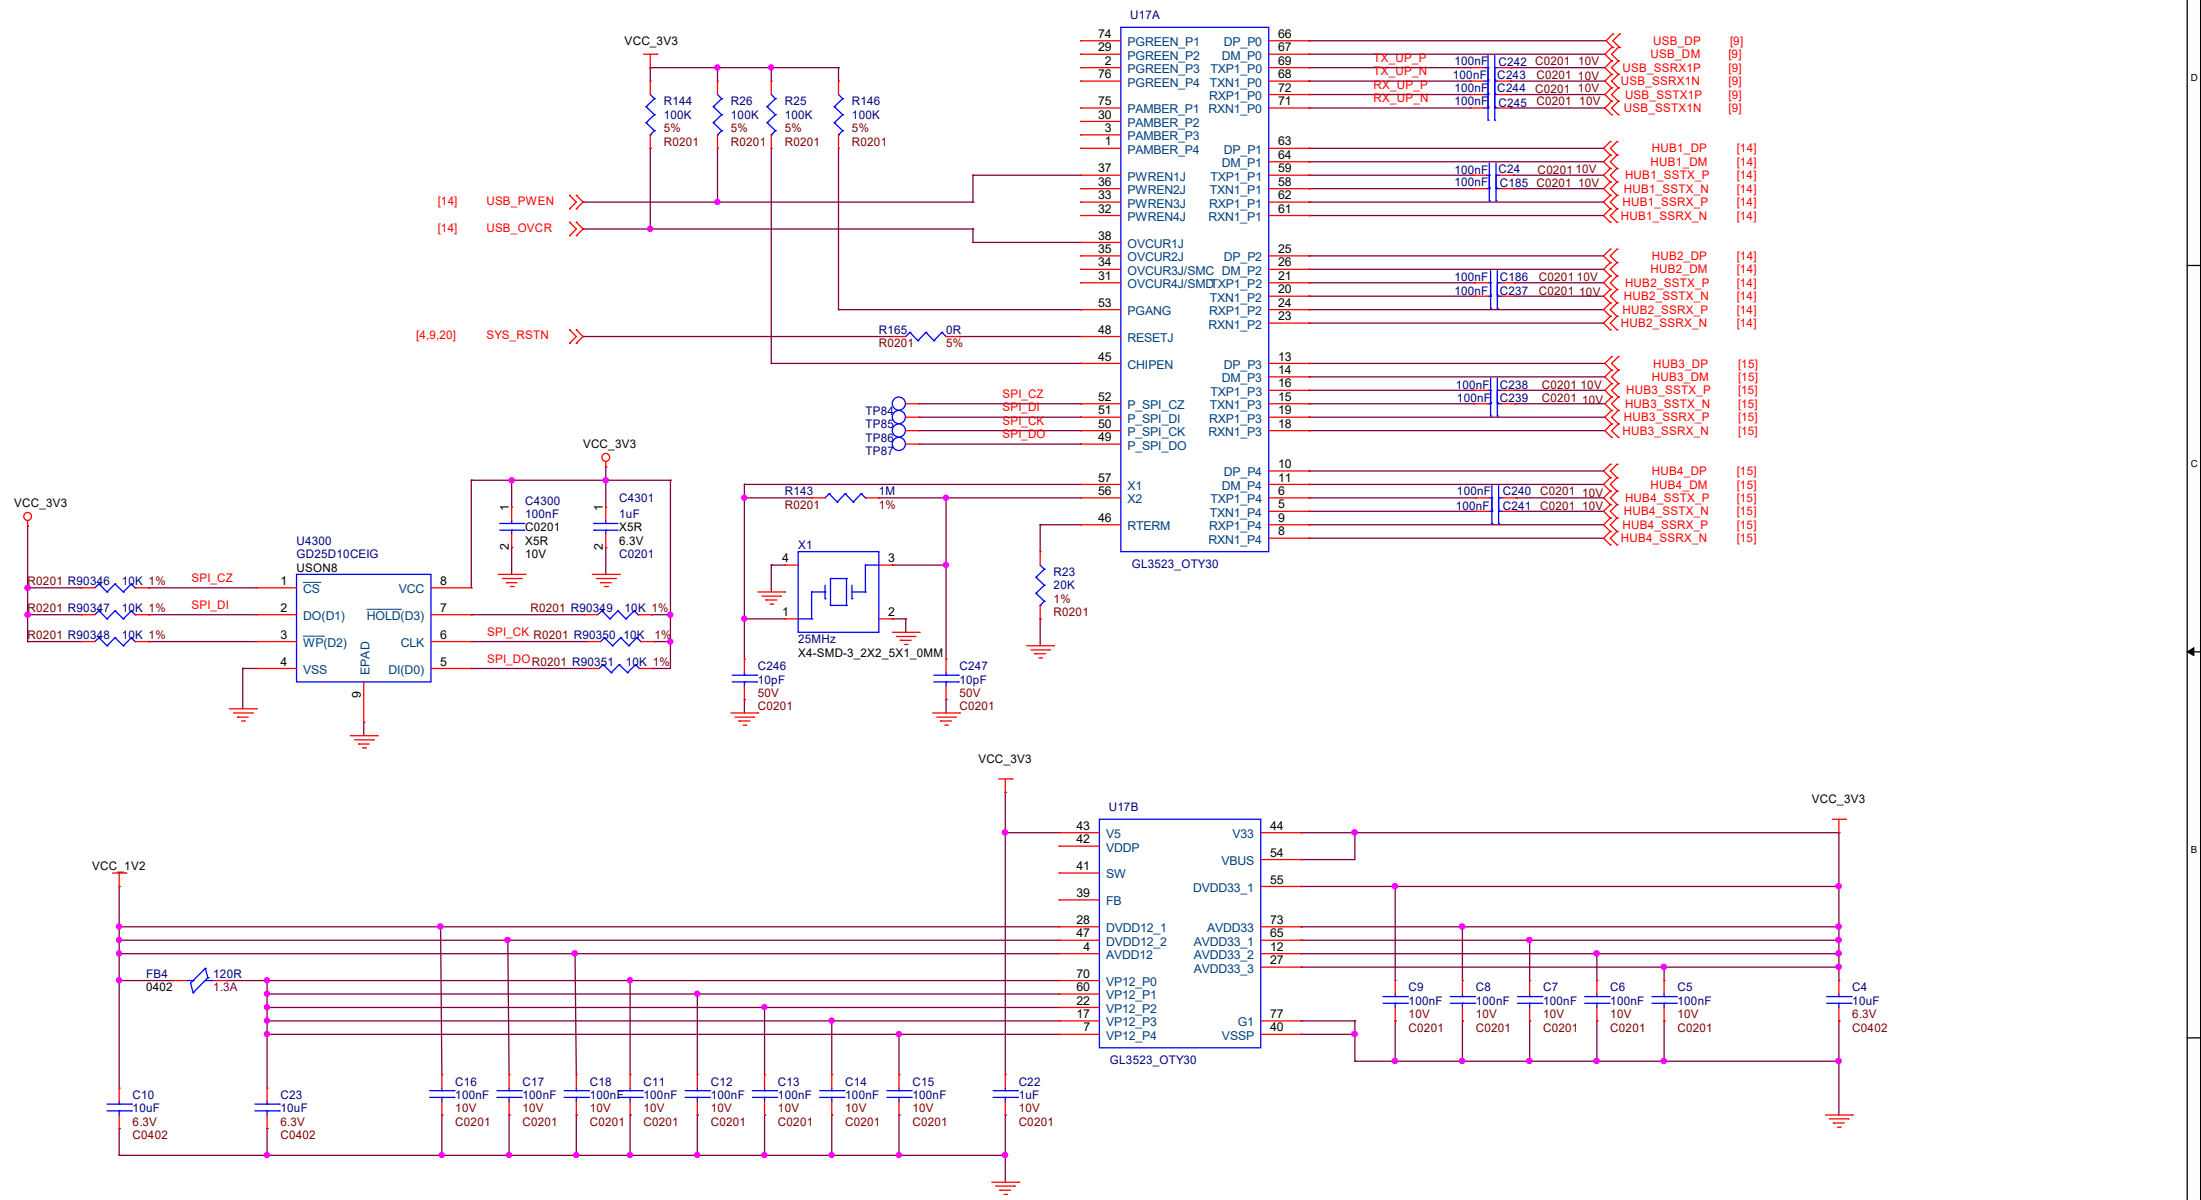 U17A
VCC_3V3
R144
100K
5%
R0201
R26
100K
5%
R0201
R25
100K
5%
R0201
R146
100K
5%
R0201
[14] USB_PWEN
[14] USB_OVCR
[4,9,20] SYS_RSTN
R165 0R
R0201 5%
74 PGREEN_P1
29 PGREEN_P2
2 PGREEN_P3
76 PGREEN_P4
75 PAMBER_P1
30 PAMBER_P2
3 PAMBER_P3
1 PAMBER_P4
37 PWREN1J
36 PWREN2J
33 PWREN3J
32 PWREN4J
38 OVCUR1J
35 OVCUR2J
34 OVCUR3J/SMC
31 OVCUR4J/SMD
53 PGANG
48 RESETJ
45 CHIPEN
TP84 SPI_CZ 52 P_SPI_CZ
TP85 SPI_DI 51 P_SPI_DI
TP86 SPI_CK 50 P_SPI_CK
TP87 SPI_DO 49 P_SPI_DO
57 X1
56 X2
46 RTERM
DP_P0 66 USB_DP [9]
DM_P0 67 USB_DM [9]
TXP1_P0 69 TX_UP_P 100nF C242 C0201 10V USB_SSRX1P [9]
TXN1_P0 68 TX_UP_N 100nF C243 C0201 10V USB_SSRX1N [9]
RXP1_P0 72 RX_UP_P 100nF C244 C0201 10V USB_SSTX1P [9]
RXN1_P0 71 RX_UP_N 100nF C245 C0201 10V USB_SSTX1N [9]
DP_P1 63 HUB1_DP [14]
DM_P1 64 HUB1_DM [14]
TXP1_P1 59 100nF C24 C0201 10V HUB1_SSTX_P [14]
TXN1_P1 58 100nF C185 C0201 10V HUB1_SSTX_N [14]
RXP1_P1 62 HUB1_SSRX_P [14]
RXN1_P1 61 HUB1_SSRX_N [14]
DP_P2 25 HUB2_DP [14]
DM_P2 26 HUB2_DM [14]
TXP1_P2 21 100nF C186 C0201 10V HUB2_SSTX_P [14]
TXN1_P2 20 100nF C237 C0201 10V HUB2_SSTX_N [14]
RXP1_P2 24 HUB2_SSRX_P [14]
RXN1_P2 23 HUB2_SSRX_N [14]
DP_P3 13 HUB3_DP [15]
DM_P3 14 HUB3_DM [15]
TXP1_P3 16 100nF C238 C0201 10V HUB3_SSTX_P [15]
TXN1_P3 15 100nF C239 C0201 10V HUB3_SSTX_N [15]
RXP1_P3 19 HUB3_SSRX_P [15]
RXN1_P3 18 HUB3_SSRX_N [15]
DP_P4 10 HUB4_DP [15]
DM_P4 11 HUB4_DM [15]
TXP1_P4 6 100nF C240 C0201 10V HUB4_SSTX_P [15]
TXN1_P4 5 100nF C241 C0201 10V HUB4_SSTX_N [15]
RXP1_P4 9 HUB4_SSRX_P [15]
RXN1_P4 8 HUB4_SSRX_N [15]
GL3523_OTY30
D
C
B
VCC_3V3
VCC_3V3
1
2
C4300
100nF
C0201
X5R
10V
1
2
C4301
1uF
X5R
6.3V
C0201
U4300
GD25D10CEIG
USON8
R0201 R90346 10K 1% SPI_CZ 1 CS
R0201 R90347 10K 1% SPI_DI 2 DO(D1)
R0201 R90348 10K 1% 3 WP(D2)
4 VSS
EPAD
9
VCC 8
HOLD(D3) 7 R0201 R90349 10K 1%
CLK 6 SPI_CK R0201 R90350 10K 1%
DI(D0) 5 SPI_DO R0201 R90351 10K 1%
R143 1M
R0201 1%
X1
4 3
1 2
25MHz
X4-SMD-3_2X2_5X1_0MM
C246
10pF
50V
C0201
C247
10pF
50V
C0201
R23
20K
1%
R0201
VCC_3V3
U17B
VCC_3V3
VCC_1V2
43 V5
42 VDDP
41 SW
39 FB
28 DVDD12_1
47 DVDD12_2
4 AVDD12
70 VP12_P0
60 VP12_P1
22 VP12_P2
17 VP12_P3
7 VP12_P4
V33 44
VBUS 54
DVDD33_1 55
AVDD33 73
AVDD33_1 65
AVDD33_2 12
AVDD33_3 27
G1 77
VSSP 40
GL3523_OTY30
FB4 120R
0402 1.3A
C10
10uF
6.3V
C0402
C23
10uF
6.3V
C0402
C16
100nF
10V
C0201
C17
100nF
10V
C0201
C18
100nF
10V
C0201
C11
100nF
10V
C0201
C12
100nF
10V
C0201
C13
100nF
10V
C0201
C14
100nF
10V
C0201
C15
100nF
10V
C0201
C22
1uF
10V
C0201
C9
100nF
10V
C0201
C8
100nF
10V
C0201
C7
100nF
10V
C0201
C6
100nF
10V
C0201
C5
100nF
10V
C0201
C4
10uF
6.3V
C0402